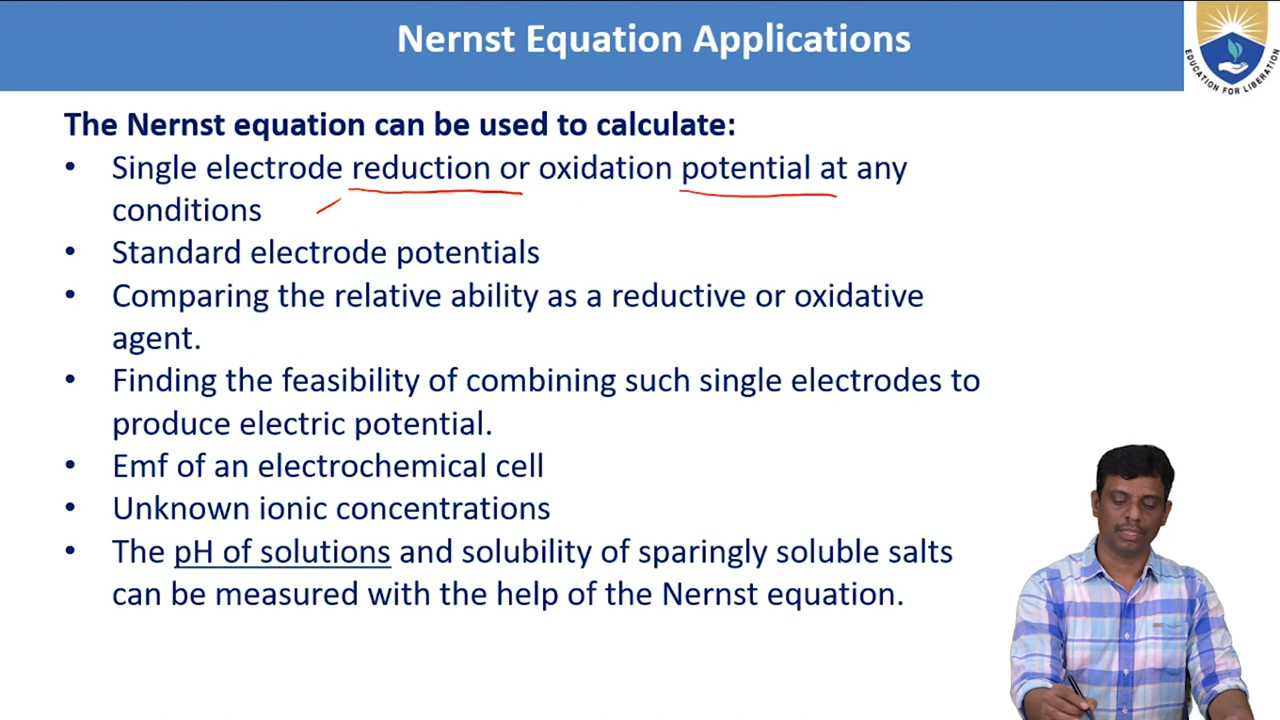 Nernst Equation Applications
EDUCATION FOR LIBERATION
The Nernst equation can be used to calculate:
• Single electrode reduction or oxidation potential at any
conditions
• Standard electrode potentials
• Comparing the relative ability as a reductive or oxidative
agent.
• Finding the feasibility of combining such single electrodes to
produce electric potential.
• Emf of an electrochemical cell
• Unknown ionic concentrations
• The pH of solutions and solubility of sparingly soluble salts
can be measured with the help of the Nernst equation.